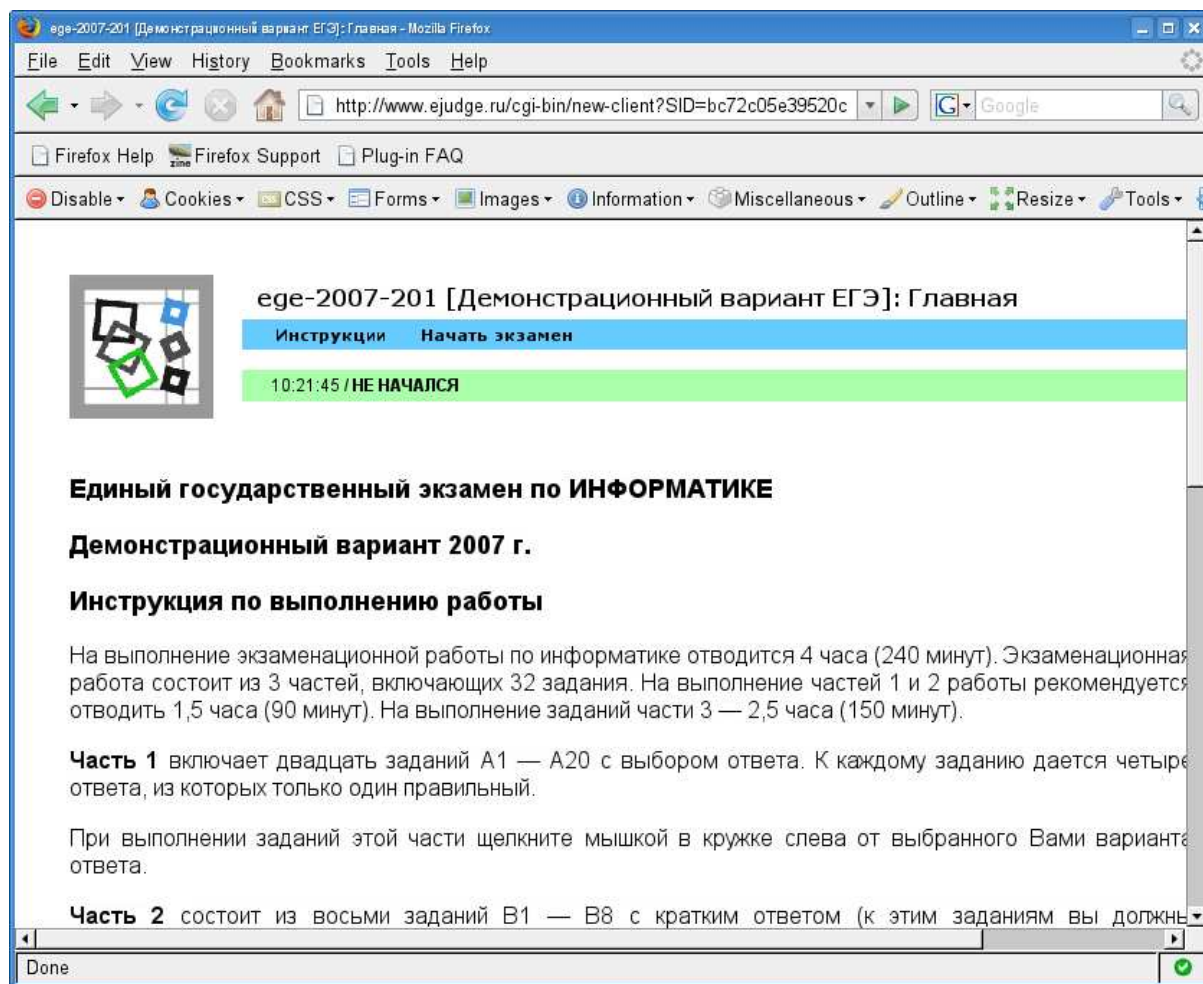 ege-2007-201 [Демонстрационный вариант ЕГЭ]: Главная - Mozilla Firefox
File Edit View History Bookmarks Tools Help
http://www.ejudge.ru/cgi-bin/new-client?SID=bc72c05e39520c G Google
Firefox Help zine Firefox Support Plug-in FAQ
Disable Cookies CSS Forms Images Information Miscellaneous Outline Resize Tools
ege-2007-201 [Демонстрационный вариант ЕГЭ]: Главная
Инструкции Начать экзамен
10:21:45 / НЕ НАЧАЛСЯ
Единый государственный экзамен по ИНФОРМАТИКЕ
Демонстрационный вариант 2007 г.
Инструкция по выполнению работы
На выполнение экзаменационной работы по информатике отводится 4 часа (240 минут). Экзаменационная
работа состоит из 3 частей, включающих 32 задания. На выполнение частей 1 и 2 работы рекомендуется
отводить 1,5 часа (90 минут). На выполнение заданий части 3 — 2,5 часа (150 минут).
Часть 1 включает двадцать заданий А1 — А20 с выбором ответа. К каждому заданию дается четыре
ответа, из которых только один правильный.
При выполнении заданий этой части щелкните мышкой в кружке слева от выбранного Вами варианта
ответа.
Часть 2 состоит из восьми заданий В1 — В8 с кратким ответом (к этим заданиям вы должны
Done